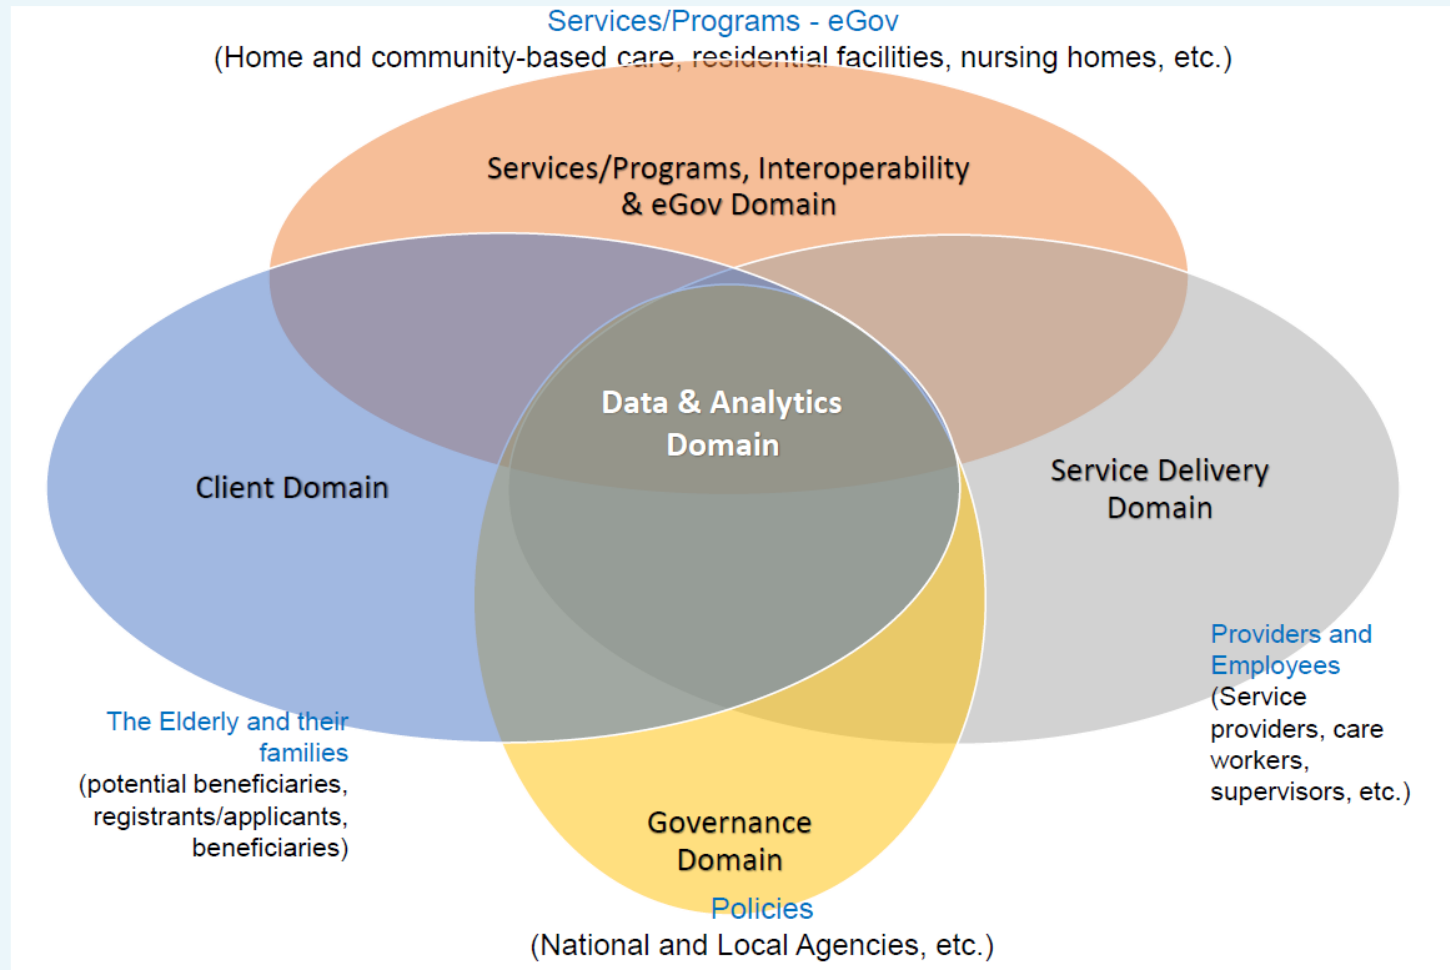 Services/Programs - eGov
(Home and community-based care, residential facilities, nursing homes, etc.)
Services/Programs, Interoperability
& eGov Domain
Data & Analytics
Domain
Client Domain
Service Delivery
Domain
Providers and
Employees
(Service
providers, care
workers,
supervisors, etc.)
The Elderly and their
families
(potential beneficiaries,
registrants/applicants,
beneficiaries)
Governance
Domain
Policies
(National and Local Agencies, etc.)